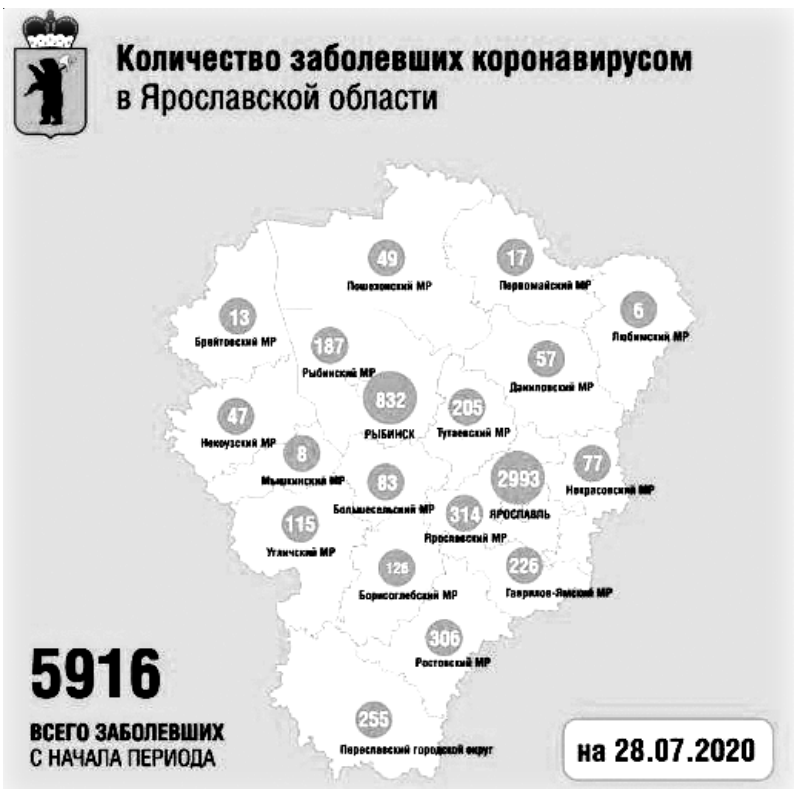 Количество заболевших коронавирусом
в Ярославской области
49
Пошехонский МР
17
Первомайский МР
13
Брейтовский МР
6
Любимский МР
187
Рыбинский МР
57
Даниловский МР
832
РЫБИНСК
205
Тутаевский МР
47
Некоузский МР
8
Мышкинский МР
83
Большесельский МР
2993
ЯРОСЛАВЛЬ
77
Некрасовский МР
314
Ярославский МР
115
Угличский МР
126
Борисоглебский МР
226
Гаврилов-Ямский МР
306
Ростовский МР
255
Переславский городской округ
5916
ВСЕГО ЗАБОЛЕВШИХ
С НАЧАЛА ПЕРИОДА
на 28.07.2020